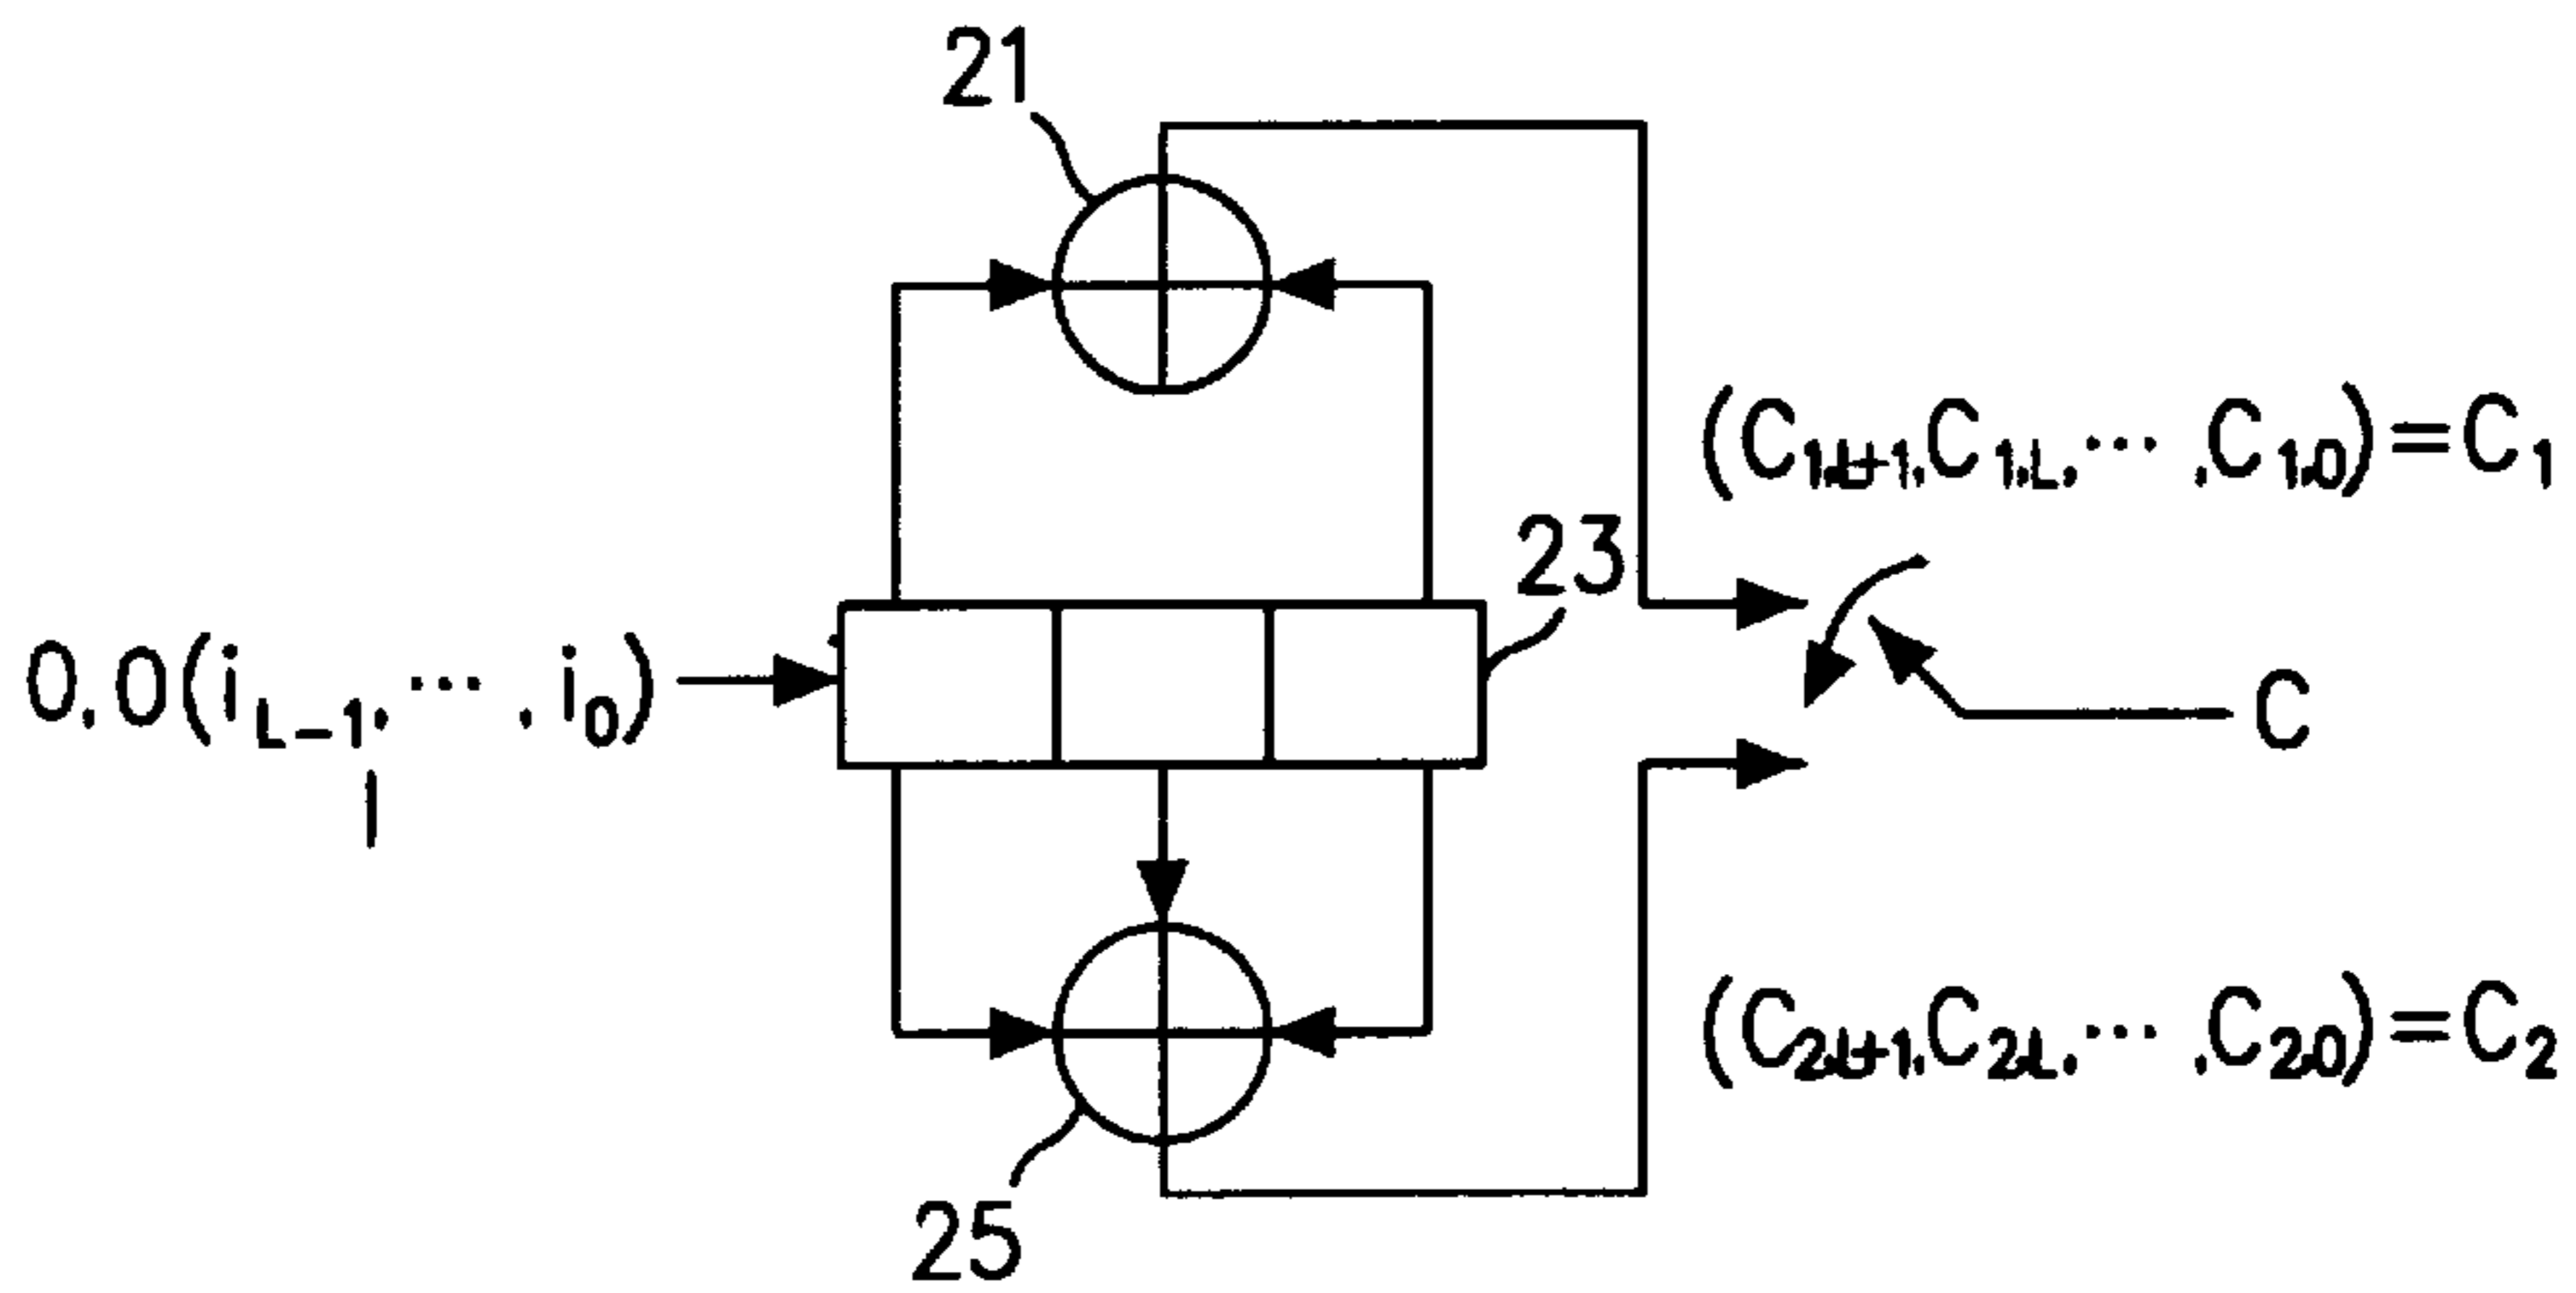 21
(C1,L+1,C1,L,⋯,C1,0)=C1
23
0,0(iL−1,⋯,i0)
I
C
(C2,L+1,C2,L,⋯,C2,0)=C2
25